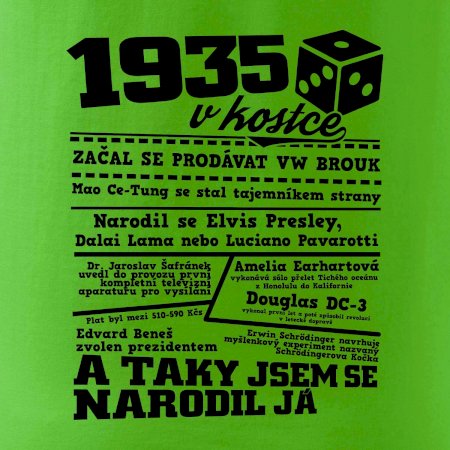 1935
v kostce
ZAČAL SE PRODÁVAT VW BROUK
Mao Ce-Tung se stal tajemníkem strany
Narodil se Elvis Presley,
Dalai Lama nebo Luciano Pavarotti
Dr. Jaroslav Šafránek
uvedl do provozu první
kompletní televizní
aparaturu pro vysílání
Amelia Earhartová
vykonává sólo přelet Tichého oceánu
z Honolulu do Kalifornie
Douglas DC-3
vykonal první let a poté způsobil revoluci
v letecké dopravě
Plat byl mezi 510-590 Kčs
Edvard Beneš
zvolen prezidentem
Erwin Schrödinger navrhuje
myšlenkový experiment nazvaný
Schrödingerova Kočka
A TAKY JSEM SE
NARODIL JÁ